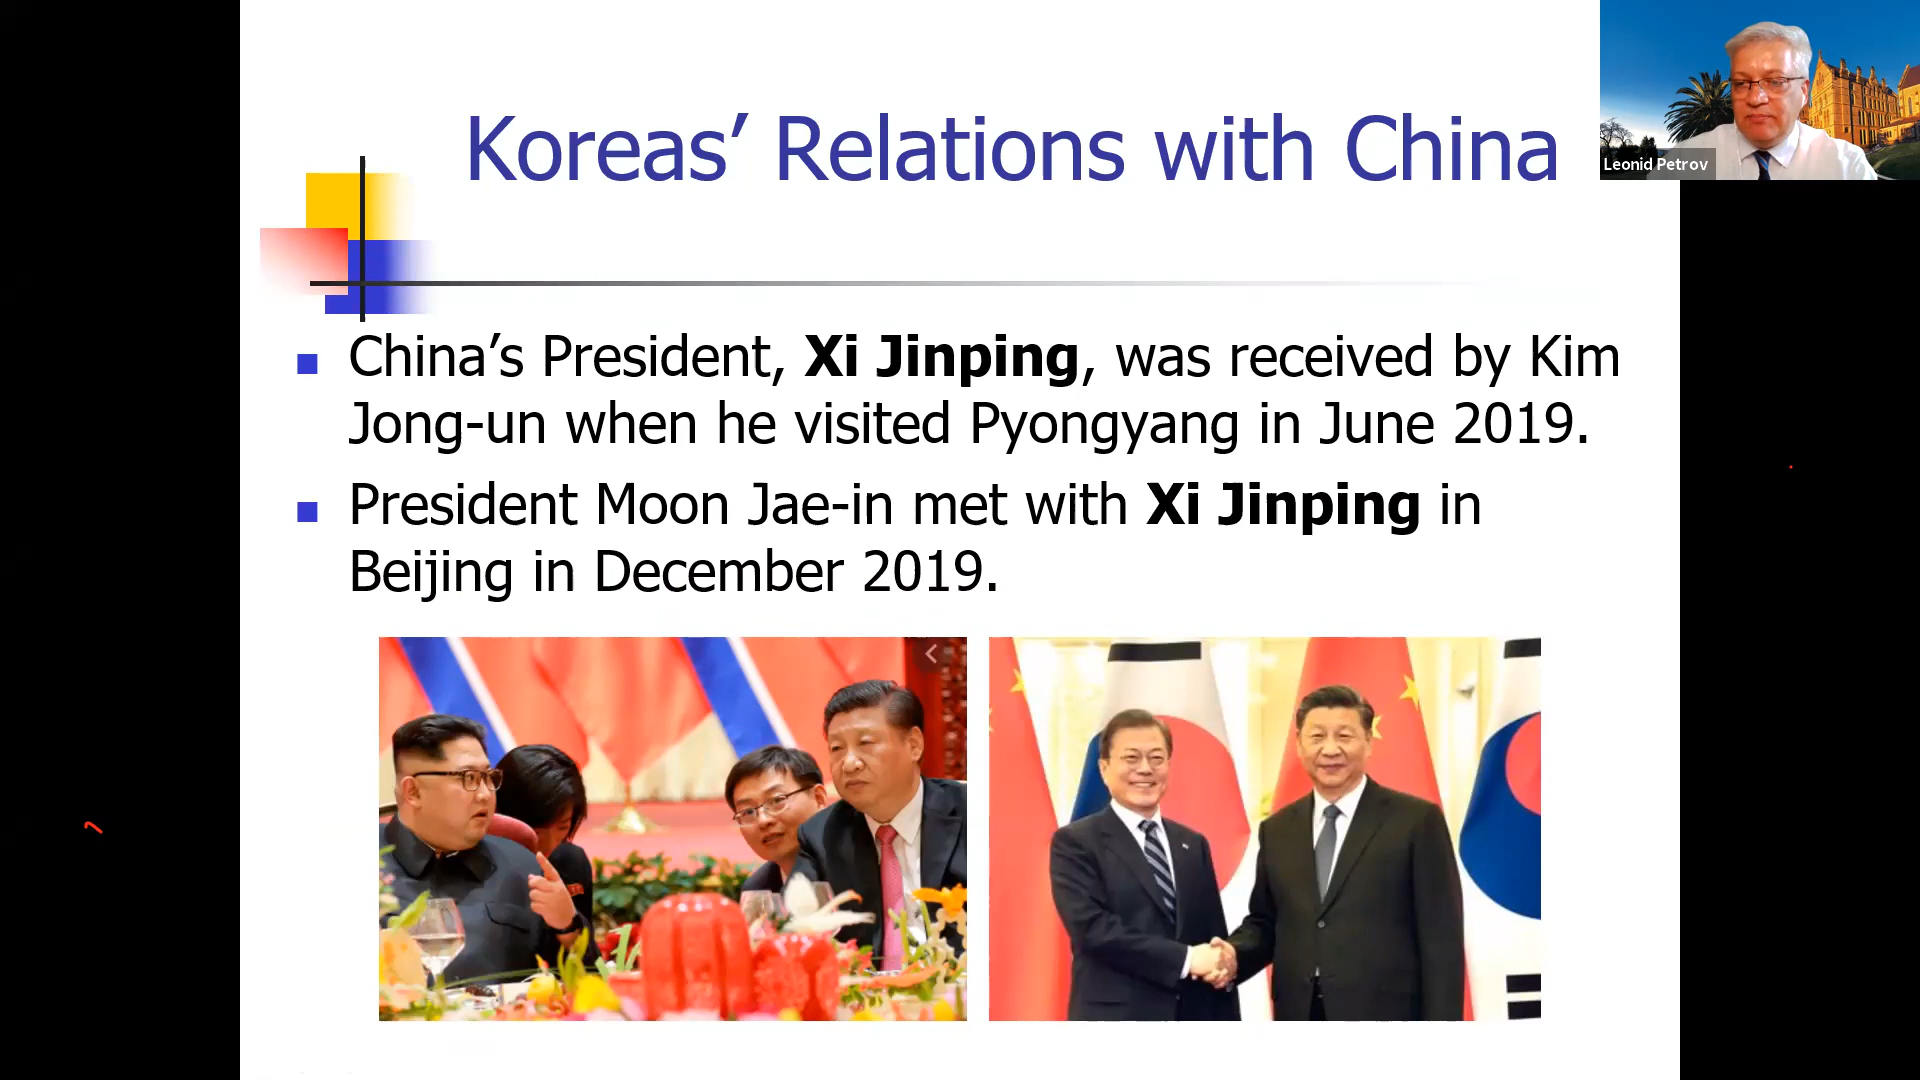 Koreas’ Relations with China
Leonid Petrov
China’s President, Xi Jinping, was received by Kim
Jong-un when he visited Pyongyang in June 2019.
President Moon Jae-in met with Xi Jinping in
Beijing in December 2019.